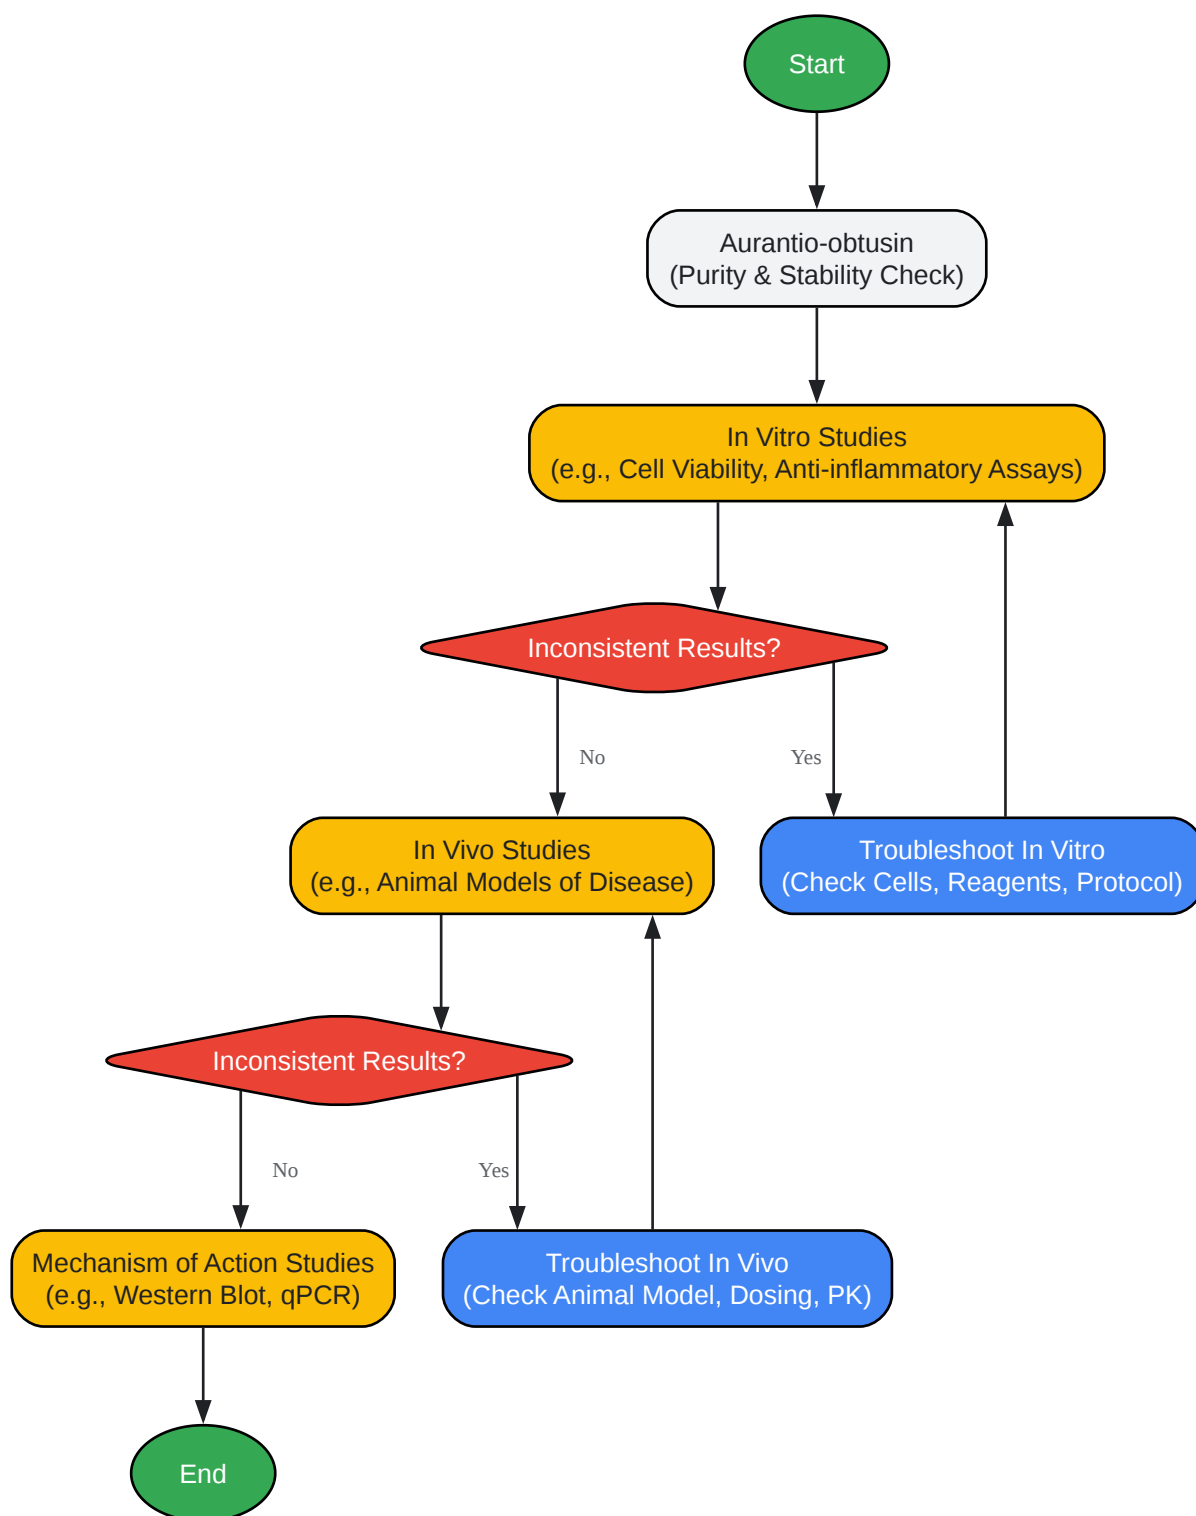 Start
Aurantio-obtusin
(Purity & Stability Check)
In Vitro Studies
(e.g., Cell Viability, Anti-inflammatory Assays)
Inconsistent Results?
No
Yes
In Vivo Studies
(e.g., Animal Models of Disease)
Troubleshoot In Vitro
(Check Cells, Reagents, Protocol)
Inconsistent Results?
No
Yes
Mechanism of Action Studies
(e.g., Western Blot, qPCR)
Troubleshoot In Vivo
(Check Animal Model, Dosing, PK)
End